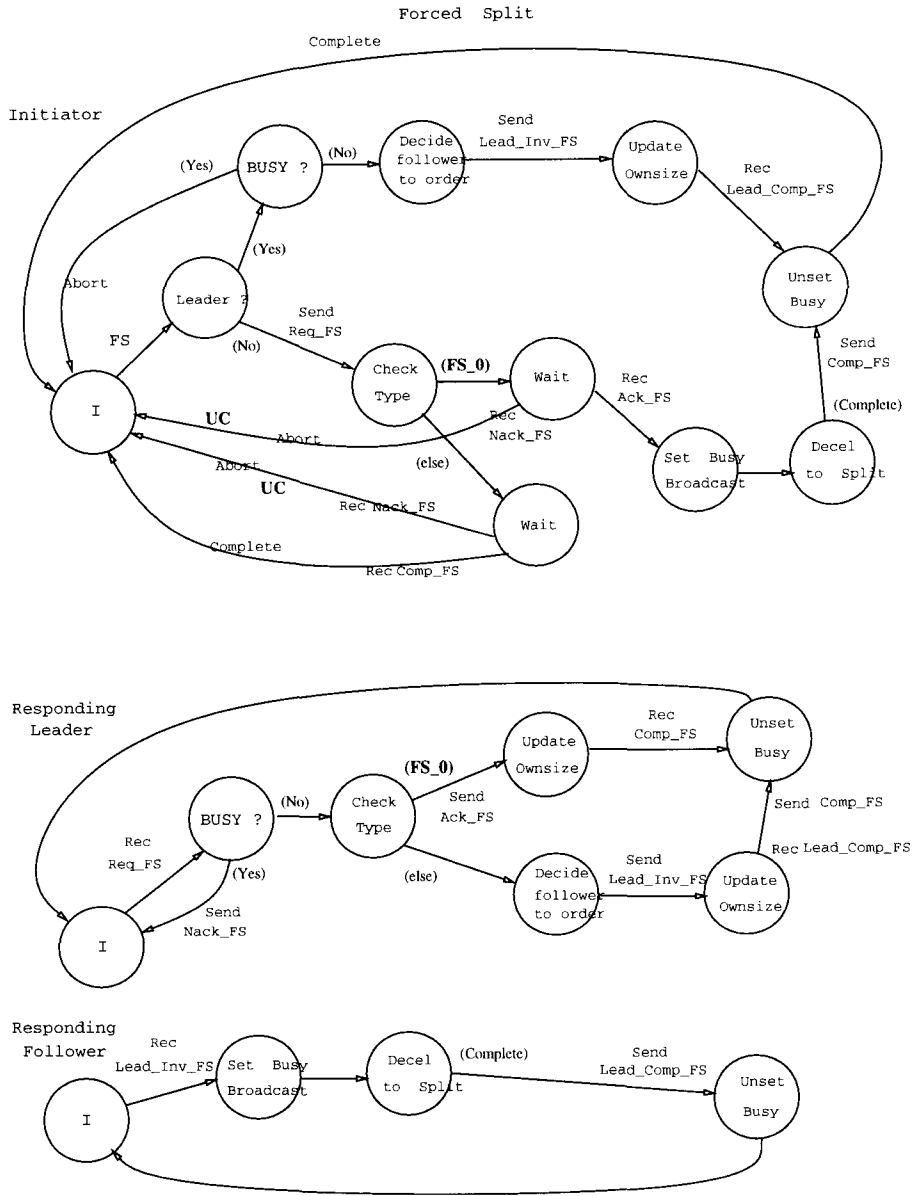 Forced Split
Complete
Initiator
Send
Lead_Inv_FS
(Yes)
BUSY ?
(No)
Decide
follower
to order
Update
Ownsize
Rec
Lead_Comp_FS
(Yes)
Abort
Leader ?
Unset
Busy
FS
(No)
Send
Req_FS
Check
Type
(FS_0)
Wait
Rec
Ack_FS
Send
Comp_FS
(Complete)
I
UC
Abort
Rec
Nack_FS
(else)
Set Busy
Broadcast
Decel
to Split
Abort
UC
Rec Nack_FS
Wait
Complete
Rec Comp_FS
Responding
Leader
Update
Ownsize
Rec
Comp_FS
Unset
Busy
(FS_0)
Send
Ack_FS
BUSY ?
(No)
Check
Type
Send Comp_FS
Rec
Req_FS
(Yes)
(else)
Decide
follower
to order
Send
Lead_Inv_FS
Rec Lead_Comp_FS
Update
Ownsize
Send
Nack_FS
I
Responding
Follower
Rec
Lead_Inv_FS
Set Busy
Broadcast
Decel
to Split
(Complete)
Send
Lead_Comp_FS
Unset
Busy
I